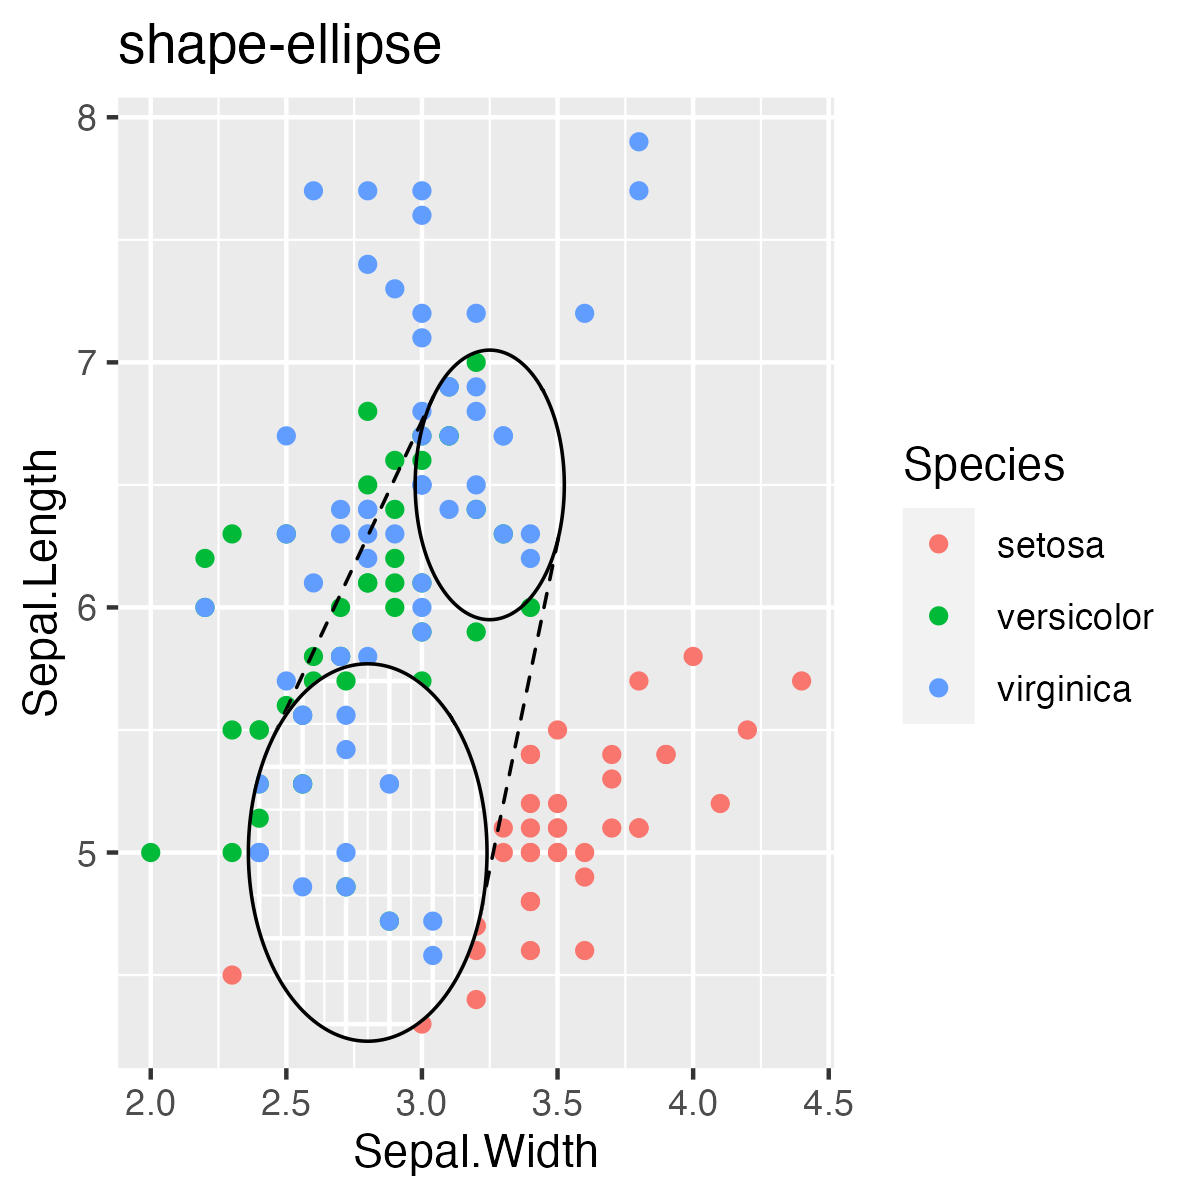 shape-ellipse
8
7
6
5
Sepal.Length
2.0 2.5 3.0 3.5 4.0 4.5
Sepal.Width
Species
setosa
versicolor
virginica